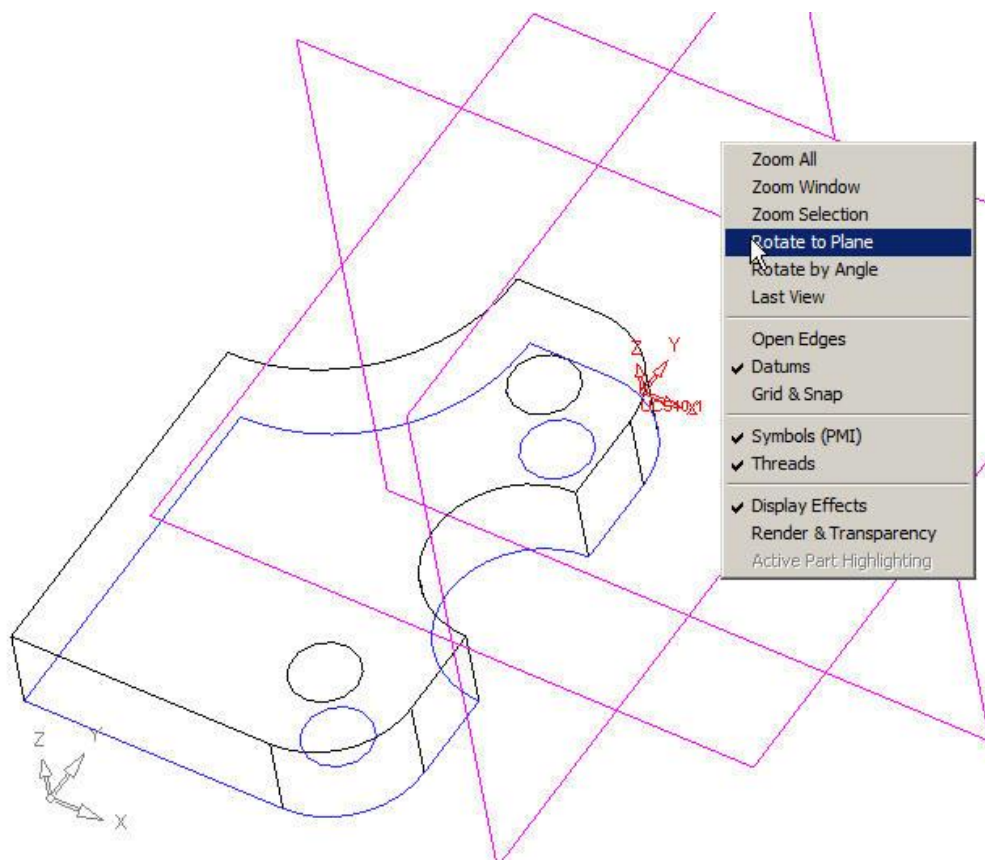 Zoom All
Zoom Window
Zoom Selection
Rotate to Plane
Rotate by Angle
Last View
Open Edges
Datums
Grid & Snap
Symbols (PMI)
Threads
Display Effects
Render & Transparency
Active Part Highlighting
Z Y
X
Z Y
X